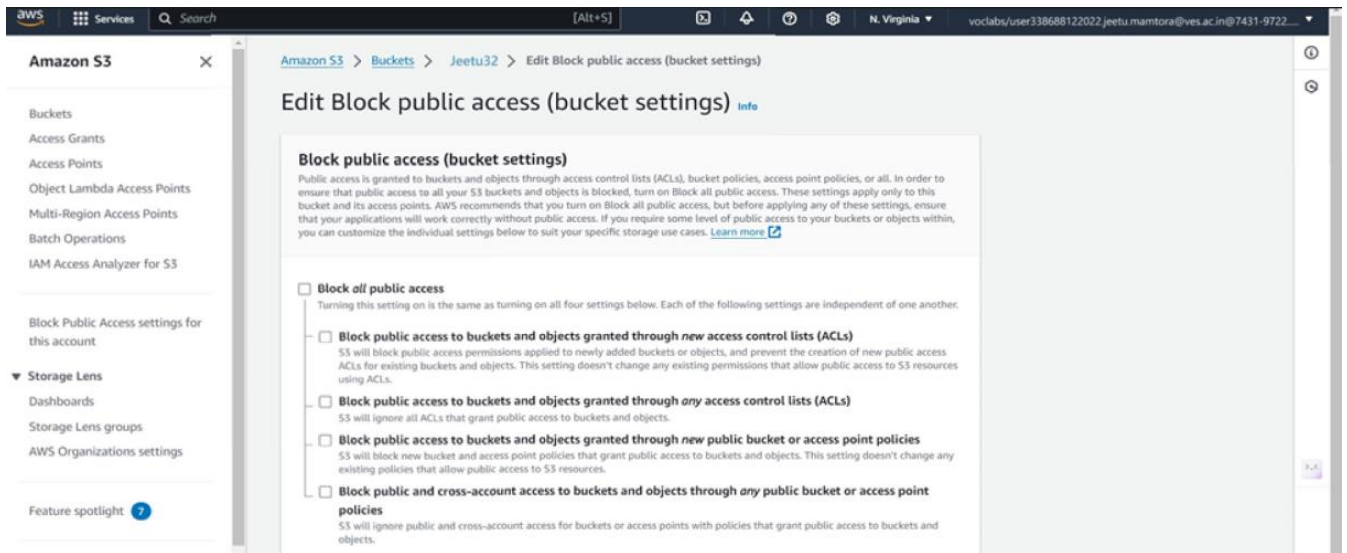 aws
Services
Search
[Alt+S]
N. Virginia
voclabs/user338688122022.jeetu.mamtora@ves.ac.in@7431-9722...
Amazon S3
Buckets
Access Grants
Access Points
Object Lambda Access Points
Multi-Region Access Points
Batch Operations
IAM Access Analyzer for S3
Block Public Access settings for
this account
Storage Lens
Dashboards
Storage Lens groups
AWS Organizations settings
Feature spotlight 7
Amazon S3 > Buckets > Jeetu32 > Edit Block public access (bucket settings)
Edit Block public access (bucket settings) Info
Block public access (bucket settings)
Public access is granted to buckets and objects through access control lists (ACLs), bucket policies, access point policies, or all. In order to
ensure that public access to all your S3 buckets and objects is blocked, turn on Block all public access. These settings apply only to this
bucket and its access points. AWS recommends that you turn on Block all public access, but before applying any of these settings, ensure
that your applications will work correctly without public access. If you require some level of public access to your buckets or objects within,
you can customize the individual settings below to suit your specific storage use cases. Learn more
Block all public access
Turning this setting on is the same as turning on all four settings below. Each of the following settings are independent of one another.
Block public access to buckets and objects granted through new access control lists (ACLs)
S3 will block public access permissions applied to newly added buckets or objects, and prevent the creation of new public access
ACLs for existing buckets and objects. This setting doesn't change any existing permissions that allow public access to S3 resources
using ACLs.
Block public access to buckets and objects granted through any access control lists (ACLs)
S3 will ignore all ACLs that grant public access to buckets and objects.
Block public access to buckets and objects granted through new public bucket or access point policies
S3 will block new bucket and access point policies that grant public access to buckets and objects. This setting doesn't change any
existing policies that allow public access to S3 resources.
Block public and cross-account access to buckets and objects through any public bucket or access point
policies
S3 will ignore public and cross-account access for buckets or access points with policies that grant public access to buckets and
objects.